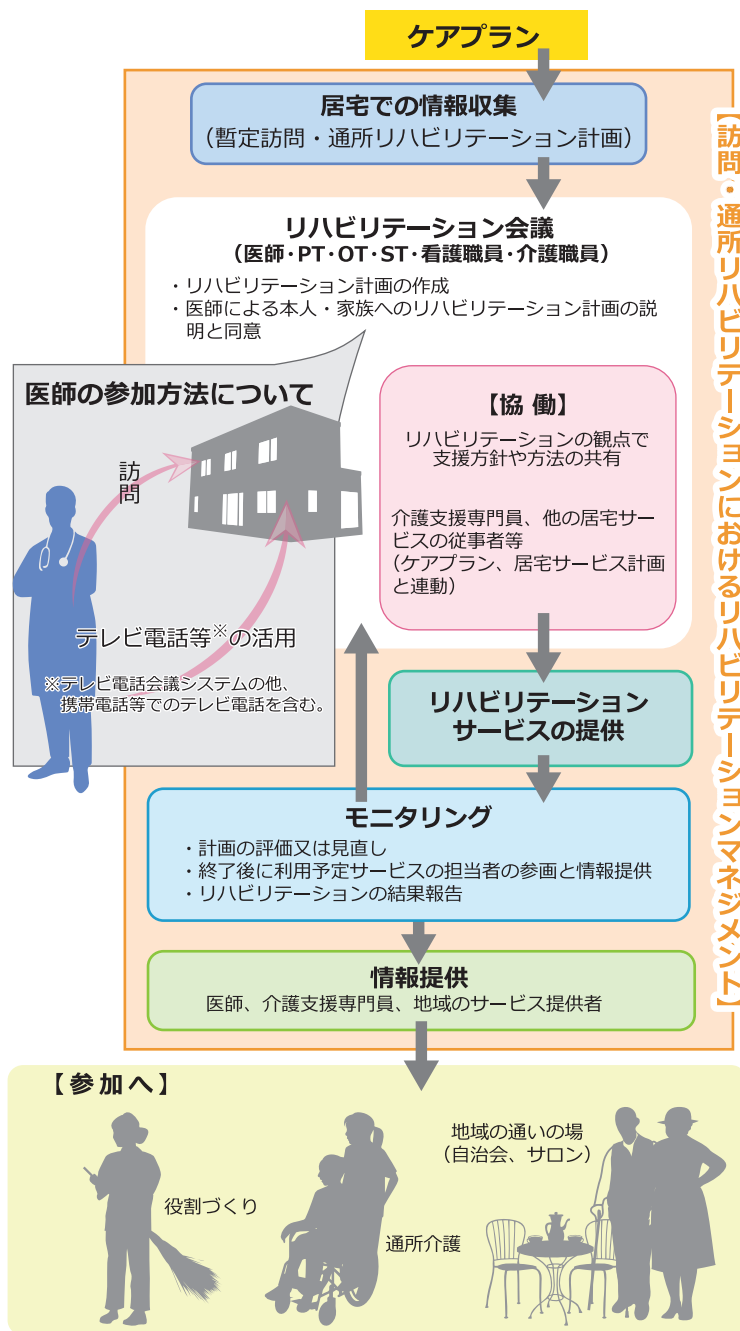 ケアプラン
居宅での情報収集
（暫定訪問・通所リハビリテーション計画）
【訪問・通所リハビリテーションにおけるリハビリテーションマネジメント】
リハビリテーション会議
（医師・PT・OT・ST・看護職員・介護職員）
・リハビリテーション計画の作成
・医師による本人・家族へのリハビリテーション計画の説
明と同意
医師の参加方法について
訪問
テレビ電話等※の活用
※テレビ電話会議システムの他、
携帯電話等でのテレビ電話を含む。
【協 働】
リハビリテーションの観点で
支援方針や方法の共有
介護支援専門員、他の居宅サー
ビスの従事者等
（ケアプラン、居宅サービス計画
と連動）
リハビリテーション
サービスの提供
モニタリング
・計画の評価又は見直し
・終了後に利用予定サービスの担当者の参画と情報提供
・リハビリテーションの結果報告
情報提供
医師、介護支援専門員、地域のサービス提供者
【参加へ】
役割づくり
通所介護
地域の通いの場
（自治会、サロン）